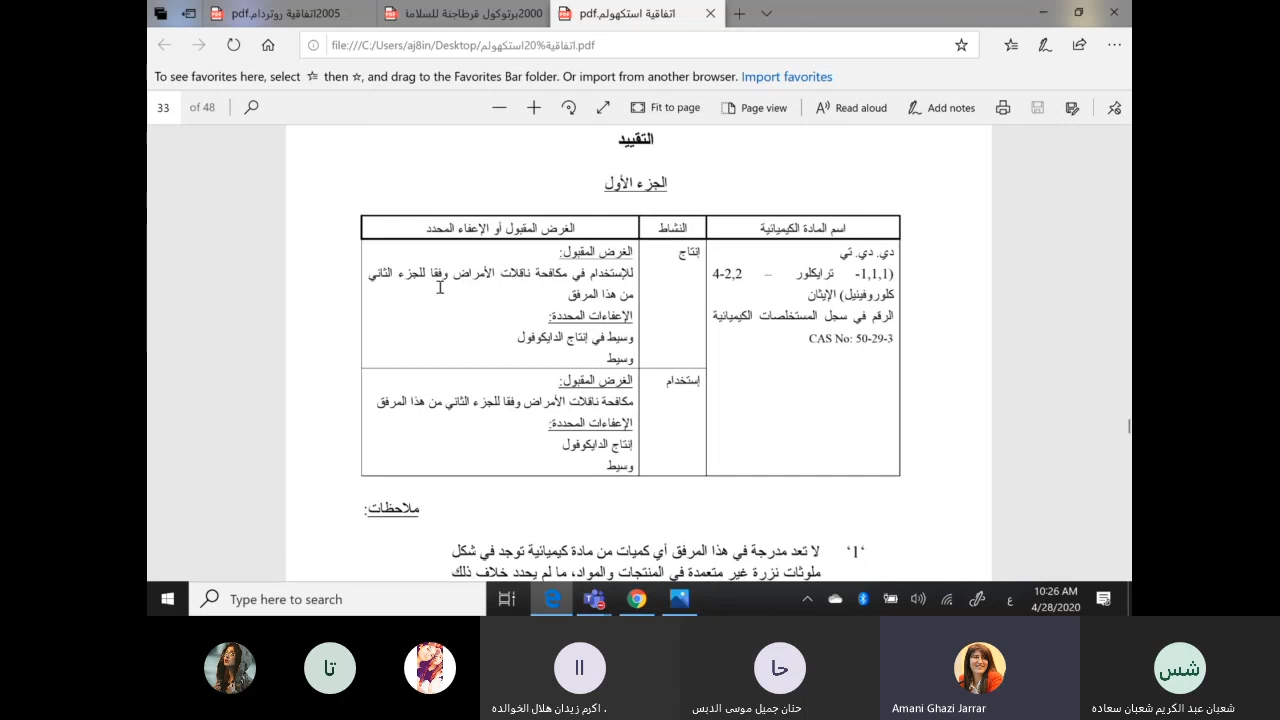 اتفاقية روتردام2005.pdf
برتوكول قرطاجنة للسلامة2000
اتفاقية استكهولم.pdf
file:///C:/Users/aj8in/Desktop/اتفاقية%20استكهولم.pdf
To see favorites here, select then , and drag to the Favorites Bar folder. Or import from another browser. Import favorites
33 of 48
Fit to page
Page view
Read aloud
Add notes
التقييد
الجزء الأول
اسم المادة الكيميائية
النشاط
الغرض المقبول أو الإعفاء المحدد
دي. دي. تي
(1,1,1- ترايكلور – 2,2-4
كلوروفينيل) الإيثان
الرقم في سجل المستخلصات الكيميائية
CAS No: 50-29-3
إنتاج
الغرض المقبول:
للإستخدام في مكافحة ناقلات الأمراض وفقا للجزء الثاني
من هذا المرفق
الإعفاءات المحددة:
وسيط في إنتاج الدايكوفول
وسيط
إستخدام
الغرض المقبول:
مكافحة ناقلات الأمراض وفقا للجزء الثاني من هذا المرفق
الإعفاءات المحددة:
إنتاج الدايكوفول
وسيط
ملاحظات:
‘1’ لا تعد مدرجة في هذا المرفق أي كميات من مادة كيميائية توجد في شكل
ملوثات نزرة غير متعمدة في المنتجات والمواد، ما لم يحدد خلاف ذلك
Type here to search
ع
10:26 AM
4/28/2020
تا
اا
حا
شس
اكرم زيدان هلال الخوالده .
حنان جميل موسى الدبس
Amani Ghazi Jarrar
شعبان عبد الكريم شعبان سعاده